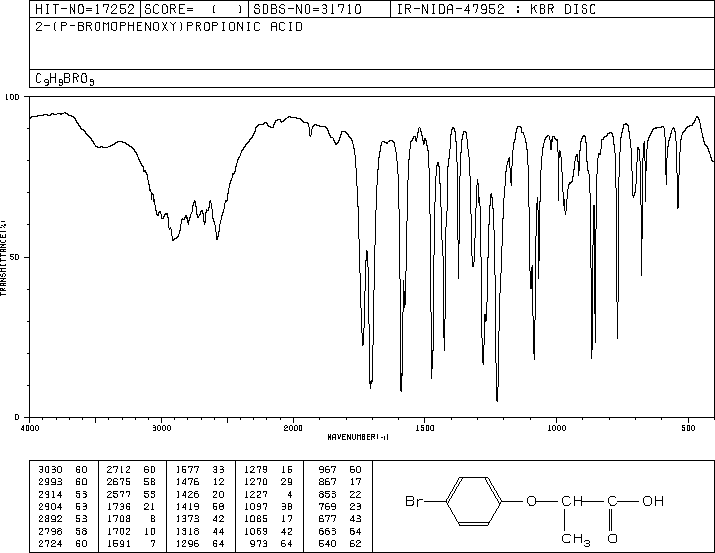 HIT-NO=17252 SCORE= ( ) SDBS-NO=31710 IR-NIDA-47952 : KBR DISC
2-(P-BROMOPHENOXY)PROPIONIC ACID
C9H9BRO3
100
50
0
TRANSMITTANCE(%)
4000 3000 2000 1500 1000 500
WAVENUMBER(-1)
3030 60 2712 60 1577 33 1279 16 967 60
2993 60 2675 58 1476 12 1270 29 867 17
2914 53 2577 55 1426 20 1227 4 853 22
2904 53 1736 21 1419 58 1097 38 769 23
2892 53 1708 8 1373 42 1085 17 677 43
2798 58 1702 10 1318 44 1069 42 663 64
2724 60 1591 7 1296 64 973 64 540 62
Br O CH C OH
CH3 O